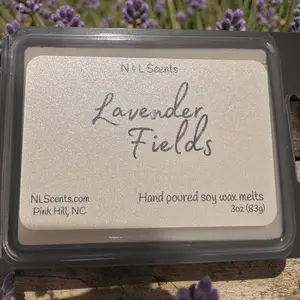 N & L Scents
Lavender
Fields
NLScents.com
Pink Hill, NC
Hand poured soy wax melts
3oz (83g)